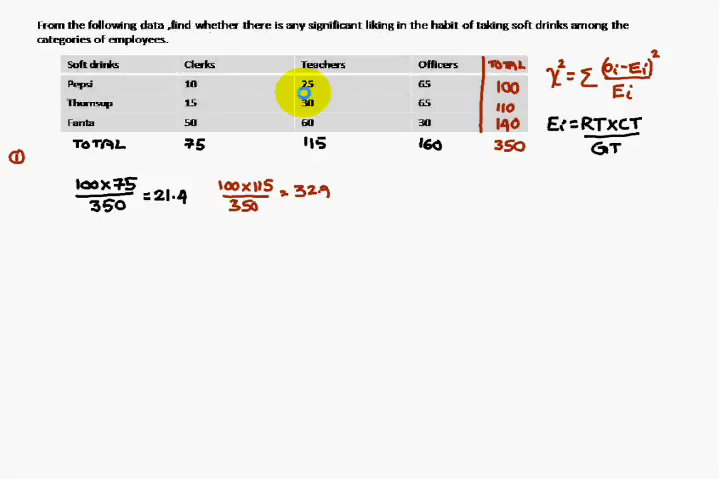 From the following data ,find whether there is any significant liking in the habit of taking soft drinks among the
categories of employees.
Soft drinks Clerks Teachers Officers TOTAL
Pepsi 10 25 65 100
Thumsup 15 30 65 110
Fanta 50 60 30 140
TOTAL 75 115 160 350
χ² = Σ (Oi-Ei)² / Ei
Ei = RTXCT / GT
①
100x75 / 350 = 21.4 100x115 / 350 = 32.9